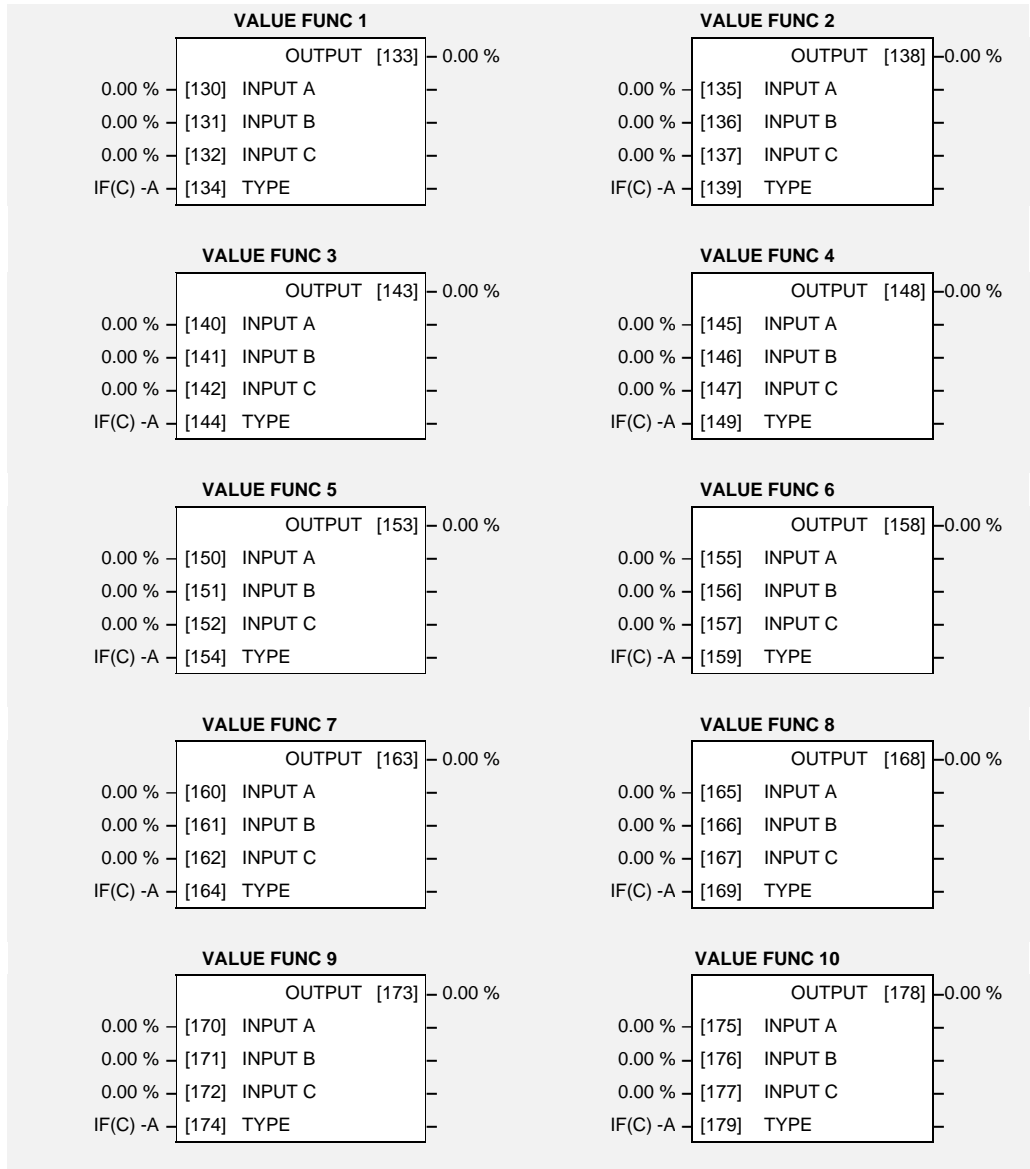 VALUE FUNC 1
OUTPUT [133] 0.00 %
0.00 % [130] INPUT A
0.00 % [131] INPUT B
0.00 % [132] INPUT C
IF(C) -A [134] TYPE
VALUE FUNC 2
OUTPUT [138] 0.00 %
0.00 % [135] INPUT A
0.00 % [136] INPUT B
0.00 % [137] INPUT C
IF(C) -A [139] TYPE
VALUE FUNC 3
OUTPUT [143] 0.00 %
0.00 % [140] INPUT A
0.00 % [141] INPUT B
0.00 % [142] INPUT C
IF(C) -A [144] TYPE
VALUE FUNC 4
OUTPUT [148] 0.00 %
0.00 % [145] INPUT A
0.00 % [146] INPUT B
0.00 % [147] INPUT C
IF(C) -A [149] TYPE
VALUE FUNC 5
OUTPUT [153] 0.00 %
0.00 % [150] INPUT A
0.00 % [151] INPUT B
0.00 % [152] INPUT C
IF(C) -A [154] TYPE
VALUE FUNC 6
OUTPUT [158] 0.00 %
0.00 % [155] INPUT A
0.00 % [156] INPUT B
0.00 % [157] INPUT C
IF(C) -A [159] TYPE
VALUE FUNC 7
OUTPUT [163] 0.00 %
0.00 % [160] INPUT A
0.00 % [161] INPUT B
0.00 % [162] INPUT C
IF(C) -A [164] TYPE
VALUE FUNC 8
OUTPUT [168] 0.00 %
0.00 % [165] INPUT A
0.00 % [166] INPUT B
0.00 % [167] INPUT C
IF(C) -A [169] TYPE
VALUE FUNC 9
OUTPUT [173] 0.00 %
0.00 % [170] INPUT A
0.00 % [171] INPUT B
0.00 % [172] INPUT C
IF(C) -A [174] TYPE
VALUE FUNC 10
OUTPUT [178] 0.00 %
0.00 % [175] INPUT A
0.00 % [176] INPUT B
0.00 % [177] INPUT C
IF(C) -A [179] TYPE